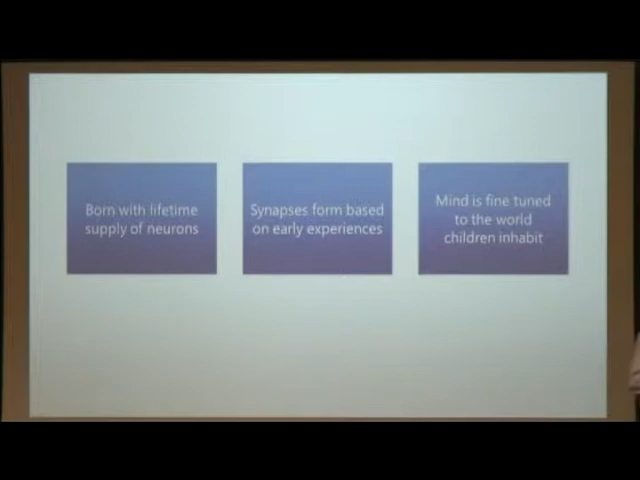 Born with lifetime
supply of neurons
Synapses form based
on early experiences
Mind is fine tuned
to the world
children inhabit